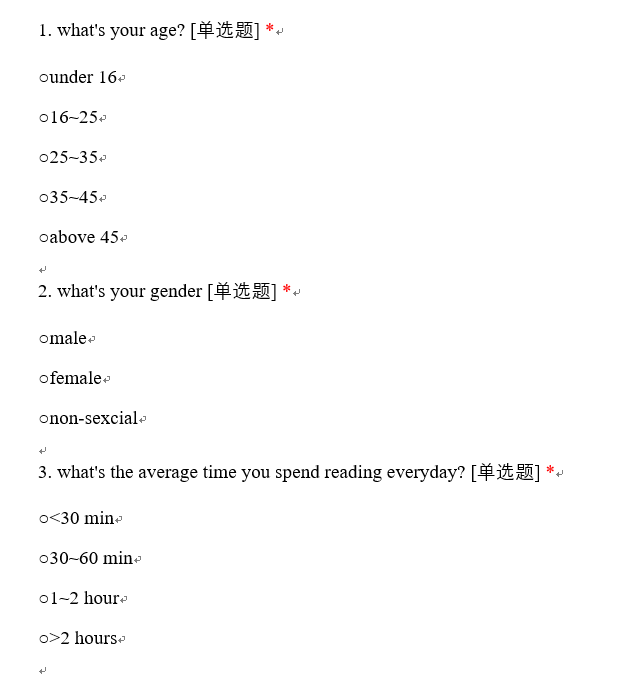 1. what's your age? [单选题] *
○under 16
○16~25
○25~35
○35~45
○above 45
2. what's your gender [单选题] *
○male
○female
○non-sexcial
3. what's the average time you spend reading everyday? [单选题] *
○<30 min
○30~60 min
○1~2 hour
○>2 hours